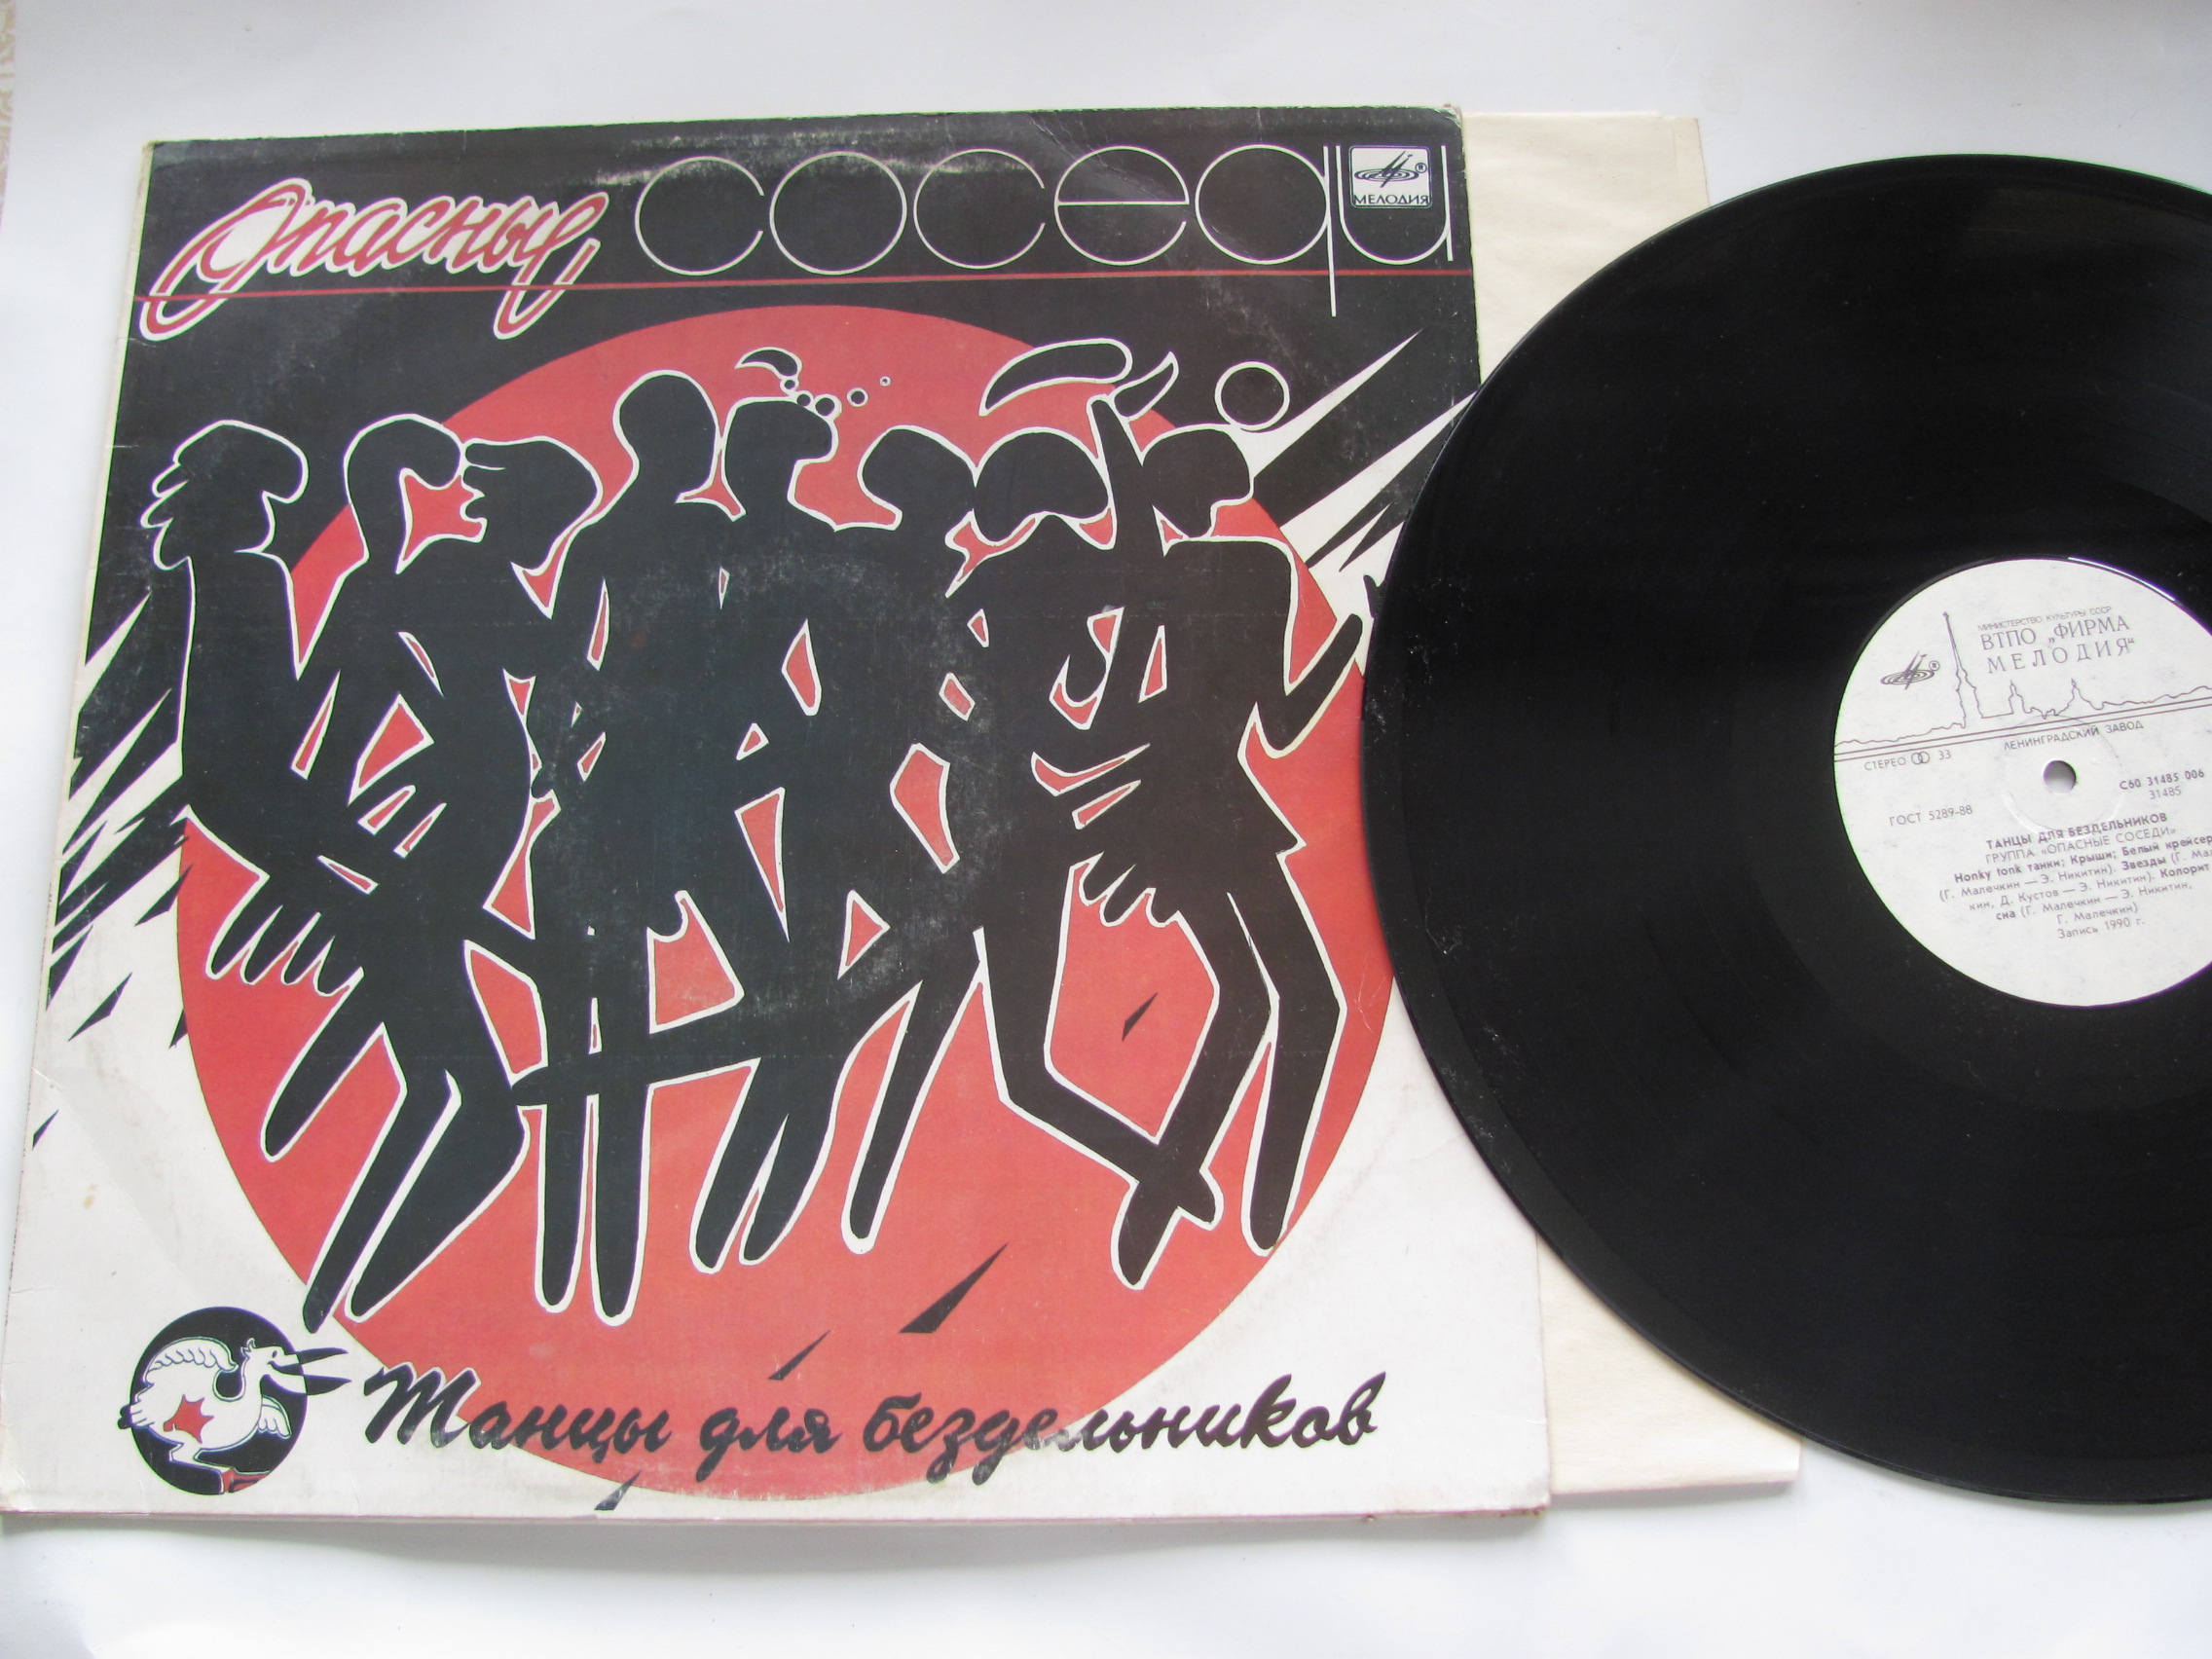 Опасные соседи
МЕЛОДИЯ
Танцы для бездельников
МИНИСТЕРСТВО КУЛЬТУРЫ СССР
ВТПО „ФИРМА
МЕЛОДИЯ"
ЛЕНИНГРАДСКИЙ ЗАВОД
СТЕРЕО 33
С60 31485 006
31485
ГОСТ 5289-88
ТАНЦЫ ДЛЯ БЕЗДЕЛЬНИКОВ
ГРУППА «ОПАСНЫЕ СОСЕДИ»
Honky tonk танки; Крыши; Белый крейсер
(Г. Малечкин — Э. Никитин). Звезды (Г. Мале
кин, Д. Кустов — Э. Никитин). Колорит
сна (Г. Малечкин — Э. Никитин,
Г. Малечкин)
Запись 1990 г.